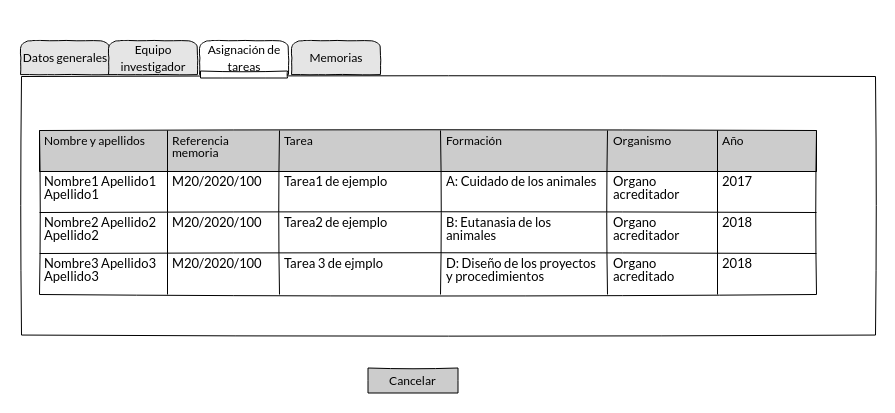 Datos generales
Equipo
investigador
Asignación de
tareas
Memorias
Nombre y apellidos
Referencia
memoria
Tarea
Formación
Organismo
Año
Nombre1 Apellido1
Apellido1
M20/2020/100
Tarea1 de ejemplo
A: Cuidado de los animales
Organo
acreditador
2017
Nombre2 Apellido2
Apellido2
M20/2020/100
Tarea2 de ejemplo
B: Eutanasia de los
animales
Organo
acreditador
2018
Nombre3 Apellido3
Apellido3
M20/2020/100
Tarea 3 de ejmplo
D: Diseño de los proyectos
y procedimientos
Organo
acreditado
2018
Cancelar